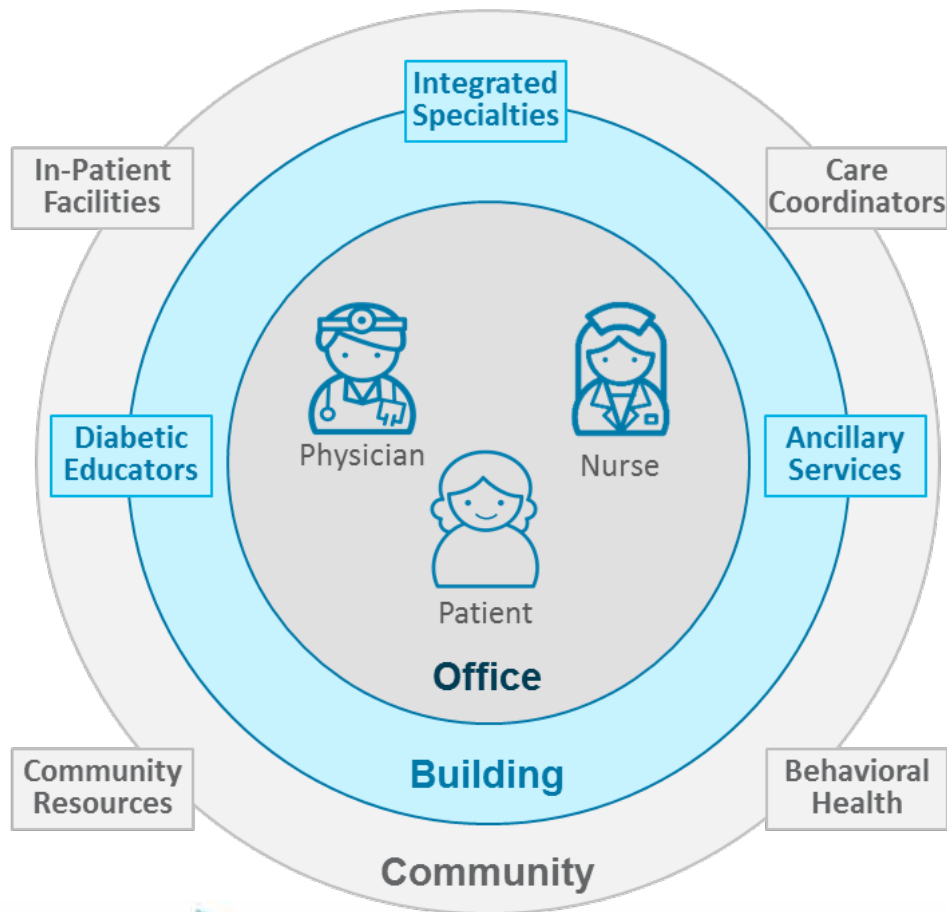 Integrated
Specialties
In-Patient
Facilities
Care
Coordinators
Physician
Nurse
Diabetic
Educators
Ancillary
Services
Patient
Office
Community
Resources
Building
Behavioral
Health
Community